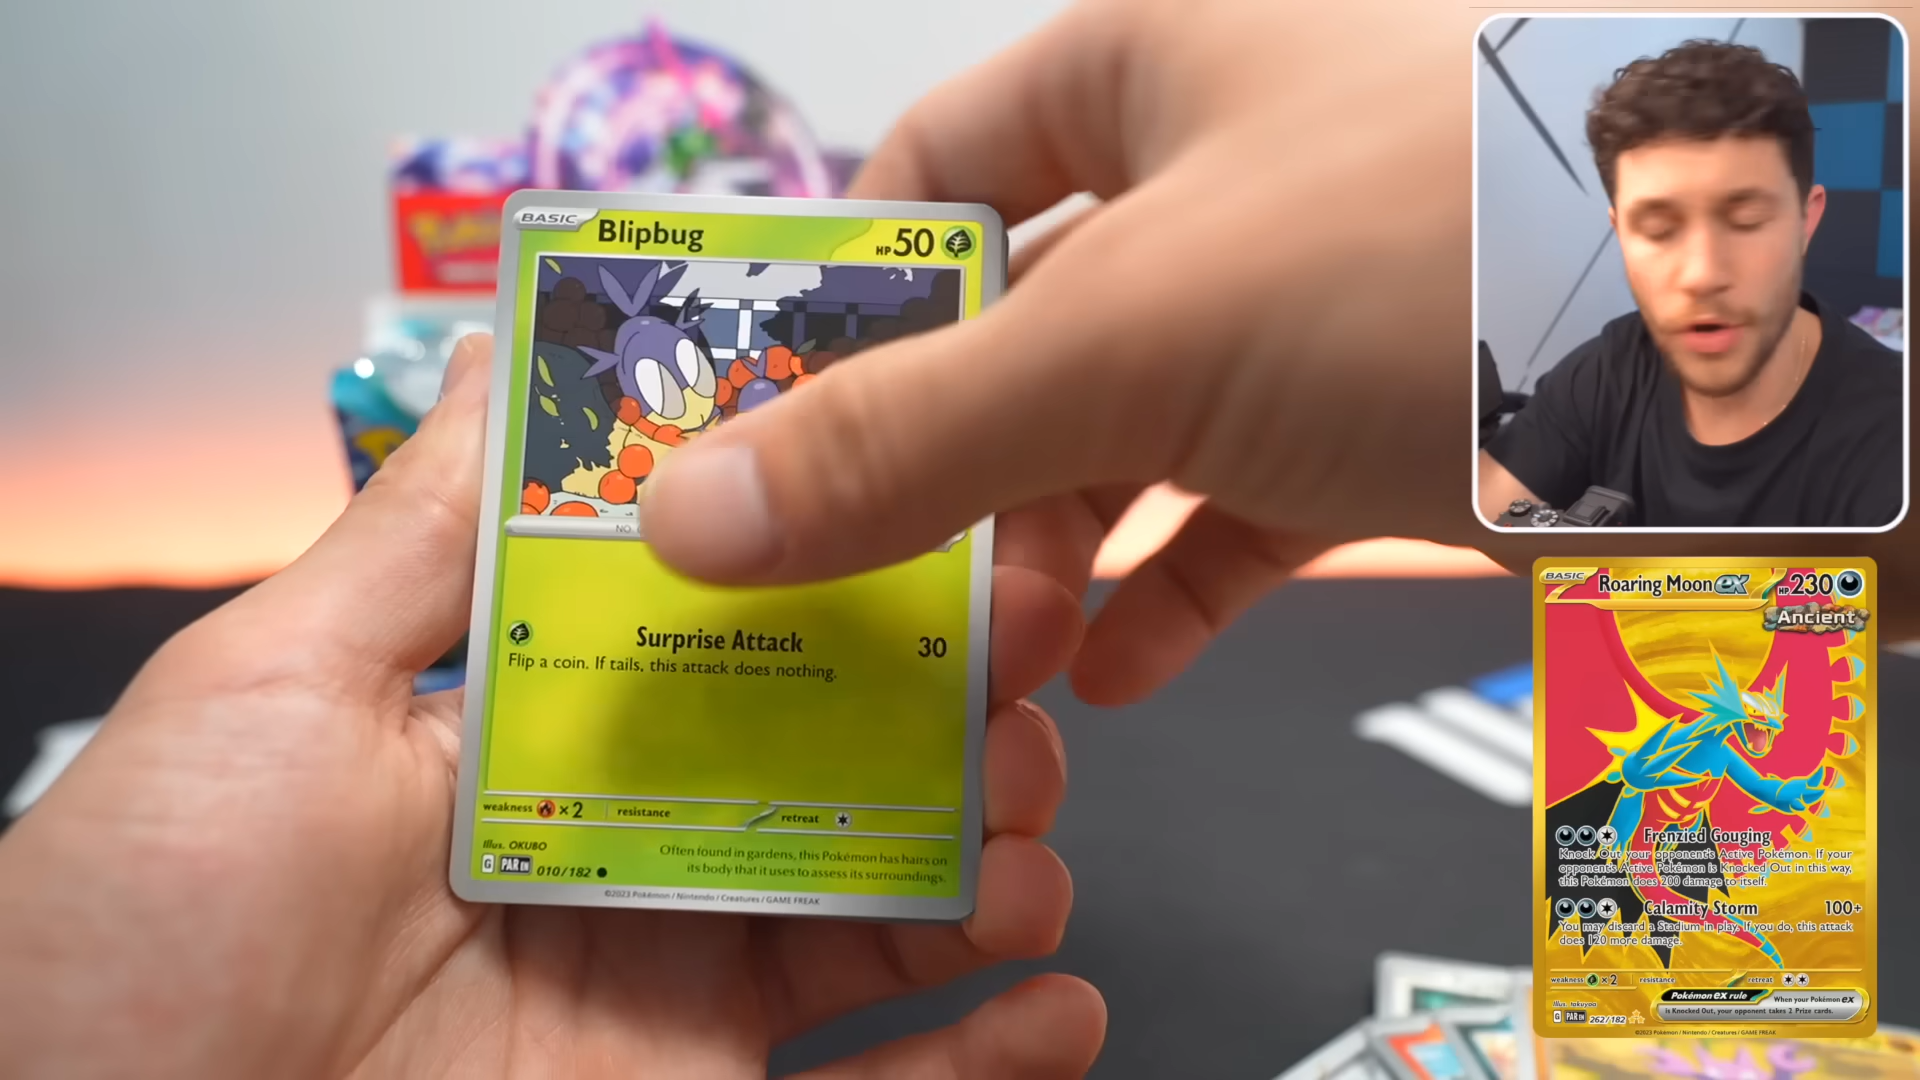 BASIC
Blipbug
HP 50
NO.
Surprise Attack 30
Flip a coin. If tails, this attack does nothing.
weakness ×2 resistance retreat
Illus. OKUBO
G PAR EN 010/182
Often found in gardens, this Pokémon has hairs on
its body that it uses to assess its surroundings.
©2023 Pokémon / Nintendo / Creatures / GAME FREAK
BASIC
Roaring Moon ex
HP 230
Ancient
Frenzied Gouging
Knock Out your opponent's Active Pokémon. If your
opponent's Active Pokémon is Knocked Out in this way,
this Pokémon does 200 damage to itself.
Calamity Storm 100+
You may discard a Stadium in play. If you do, this attack
does 120 more damage.
weakness ×2 resistance retreat
Illus. takuyoa
G PAR EN 262/182
Pokémon ex rule
When your Pokémon ex
is Knocked Out, your opponent takes 2 Prize cards.
©2023 Pokémon / Nintendo / Creatures / GAME FREAK